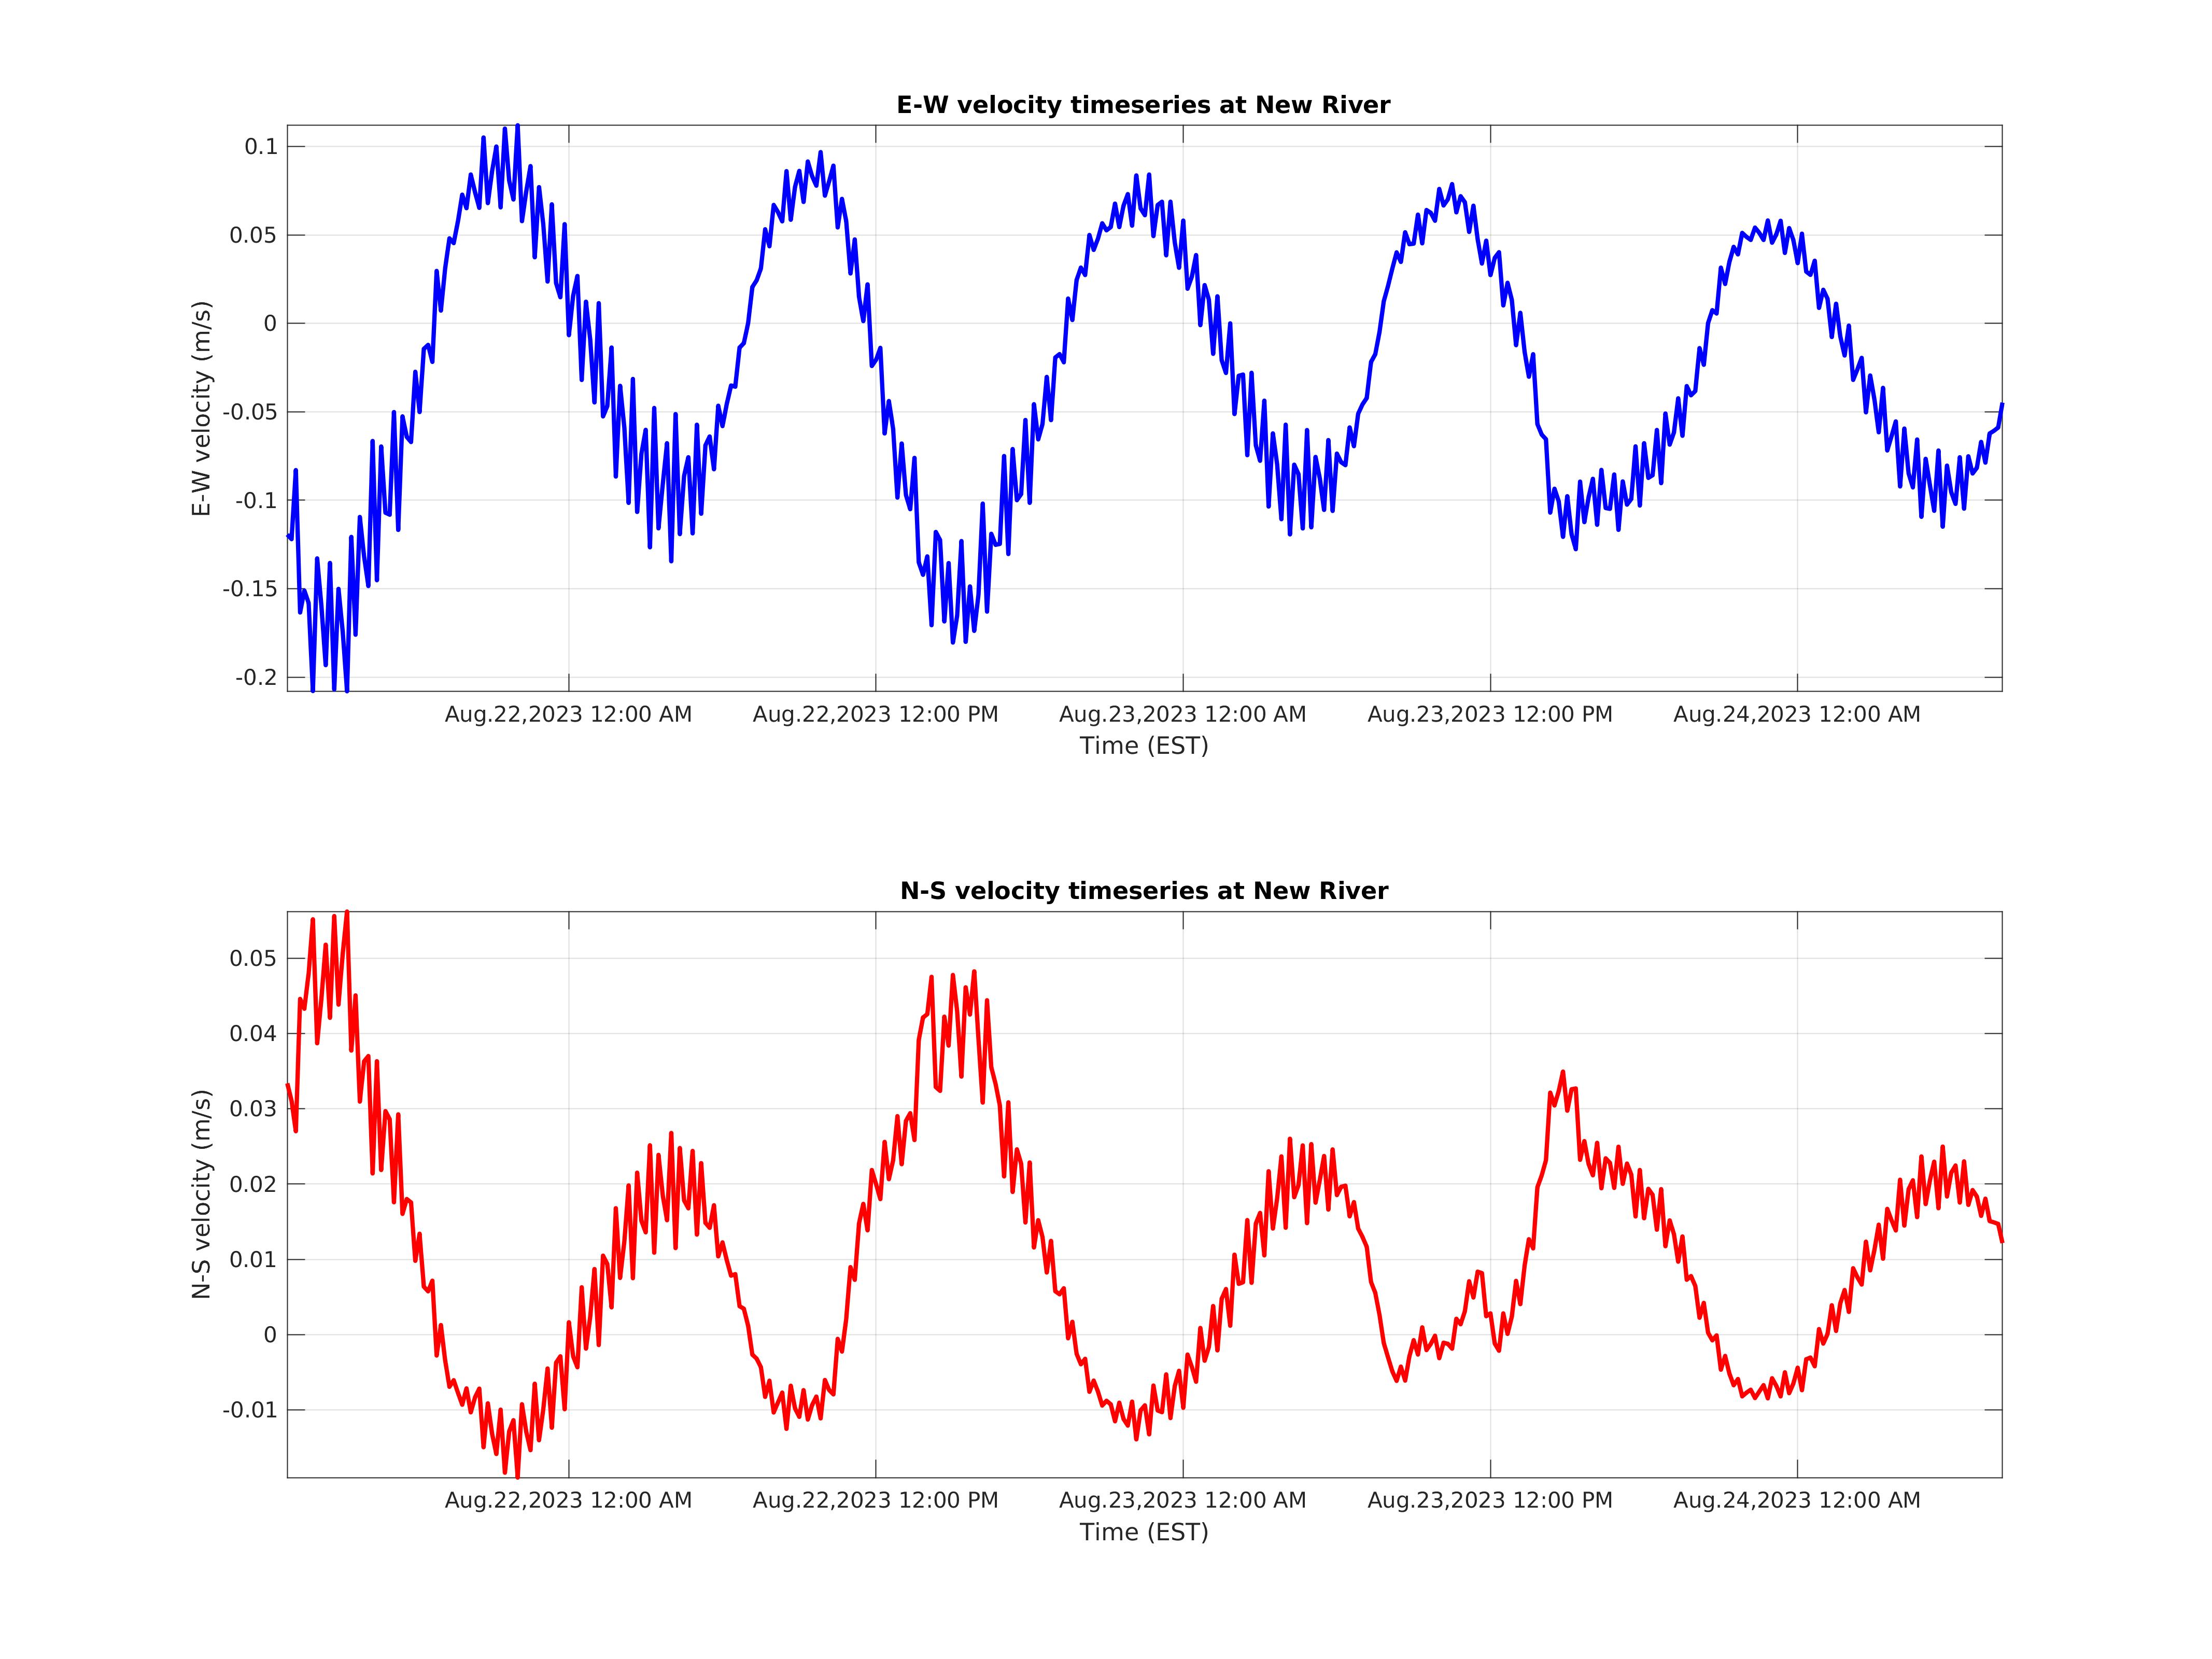 E-W velocity timeseries at New River
E-W velocity (m/s)
0.1
0.05
0
-0.05
-0.1
-0.15
-0.2
Aug.22,2023 12:00 AM
Aug.22,2023 12:00 PM
Aug.23,2023 12:00 AM
Aug.23,2023 12:00 PM
Aug.24,2023 12:00 AM
Time (EST)
N-S velocity timeseries at New River
N-S velocity (m/s)
0.05
0.04
0.03
0.02
0.01
0
-0.01
Aug.22,2023 12:00 AM
Aug.22,2023 12:00 PM
Aug.23,2023 12:00 AM
Aug.23,2023 12:00 PM
Aug.24,2023 12:00 AM
Time (EST)